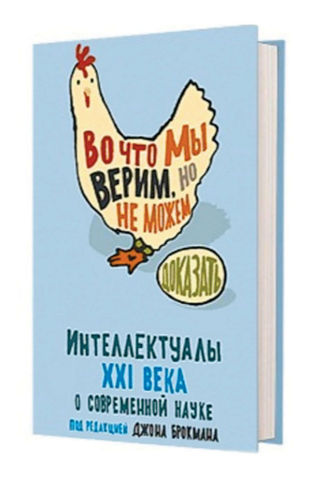 Во что мы
верим, но
не можем
доказать
Интеллектуалы
XXI века
о современной науке
под редакцией Джона Брокмана